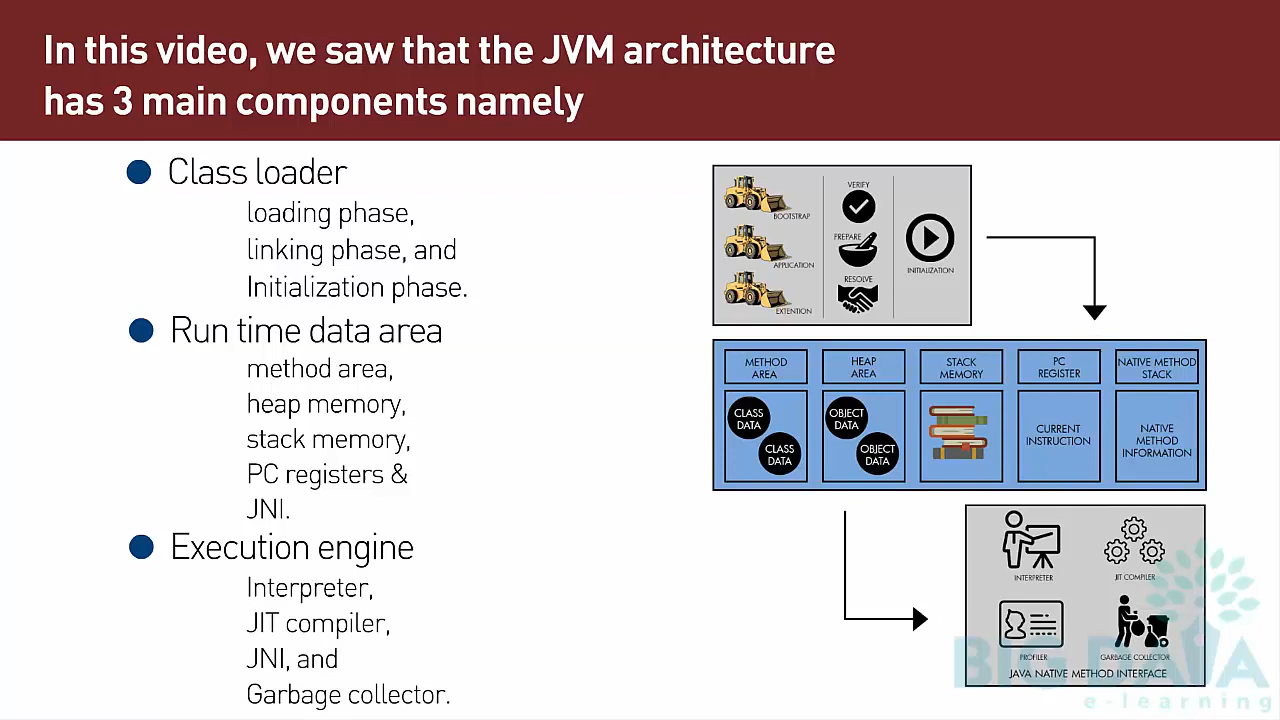 In this video, we saw that the JVM architecture
has 3 main components namely
Class loader
loading phase,
linking phase, and
Initialization phase.
Run time data area
method area,
heap memory,
stack memory,
PC registers &
JNI.
Execution engine
Interpreter,
JIT compiler,
JNI, and
Garbage collector.
BOOTSTRAP
APPLICATION
EXTENTION
VERIFY
PREPARE
RESOLVE
INITIALIZATION
METHOD
AREA
CLASS
DATA
CLASS
DATA
HEAP
AREA
OBJECT
DATA
OBJECT
DATA
STACK
MEMORY
PC
REGISTER
CURRENT
INSTRUCTION
NATIVE METHOD
STACK
NATIVE
METHOD
INFORMATION
INTERPRETER
JIT COMPILER
PROFILER
GARBAGE COLLECTOR
JAVA NATIVE METHOD INTERFACE
BIG DATA
e-learning